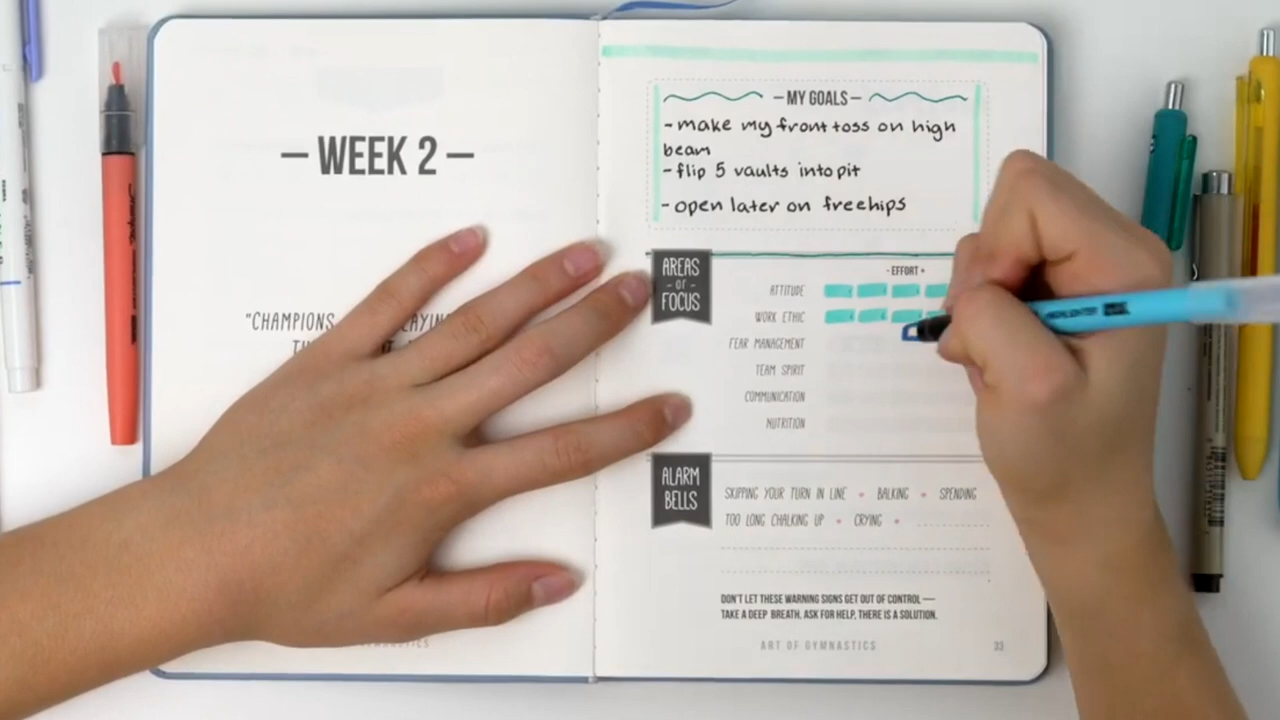 — WEEK 2 —
"CHAMPIONS
— MY GOALS —
- make my front toss on high
beam
- flip 5 vaults into pit
- open later on freehips
AREAS
- OF -
FOCUS
- EFFORT +
ATTITUDE
WORK ETHIC
FEAR MANAGEMENT
TEAM SPIRIT
COMMUNICATION
NUTRITION
ALARM
BELLS
SKIPPING YOUR TURN IN LINE • BALKING • SPENDING
TOO LONG CHALKING UP • CRYING •
DON'T LET THESE WARNING SIGNS GET OUT OF CONTROL —
TAKE A DEEP BREATH. ASK FOR HELP. THERE IS A SOLUTION.
ART OF GYMNASTICS
33